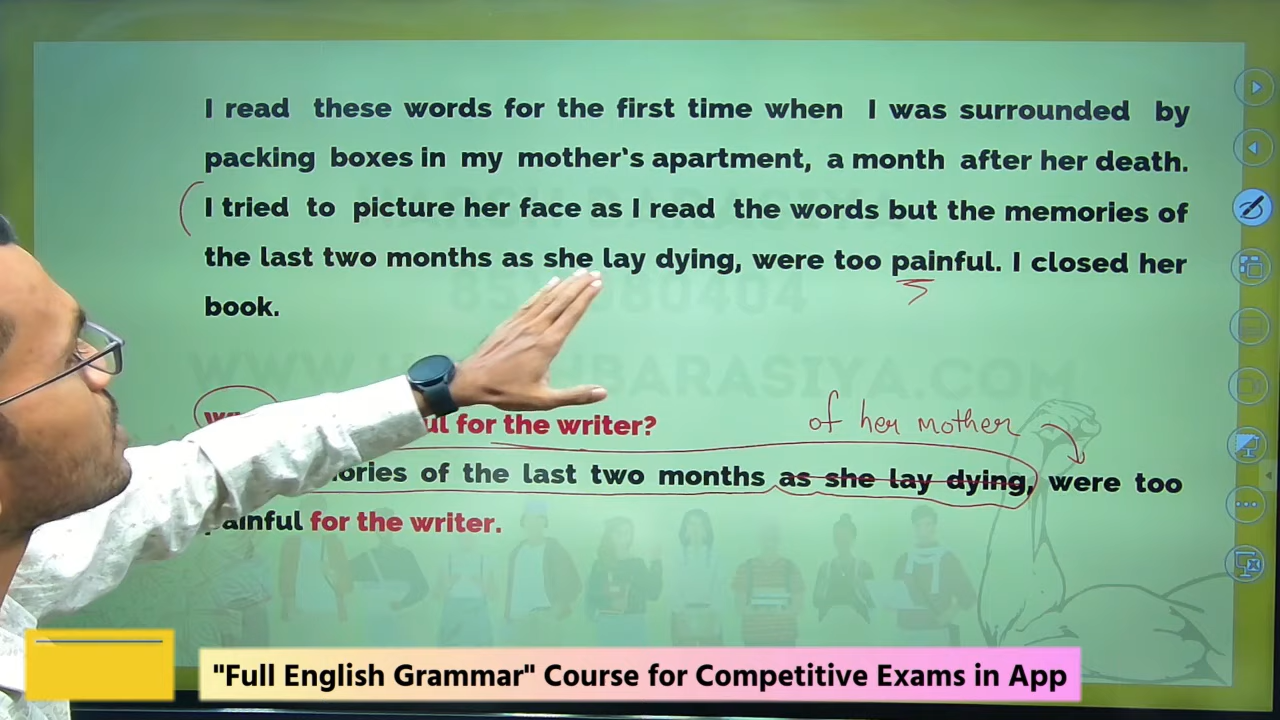 I read these words for the first time when I was surrounded by
packing boxes in my mother's apartment, a month after her death.
I tried to picture her face as I read the words but the memories of
the last two months as she lay dying, were too painful. I closed her
book.
for the writer?
of her mother
of the last two months as she lay dying, were too
painful for the writer.
"Full English Grammar" Course for Competitive Exams in App